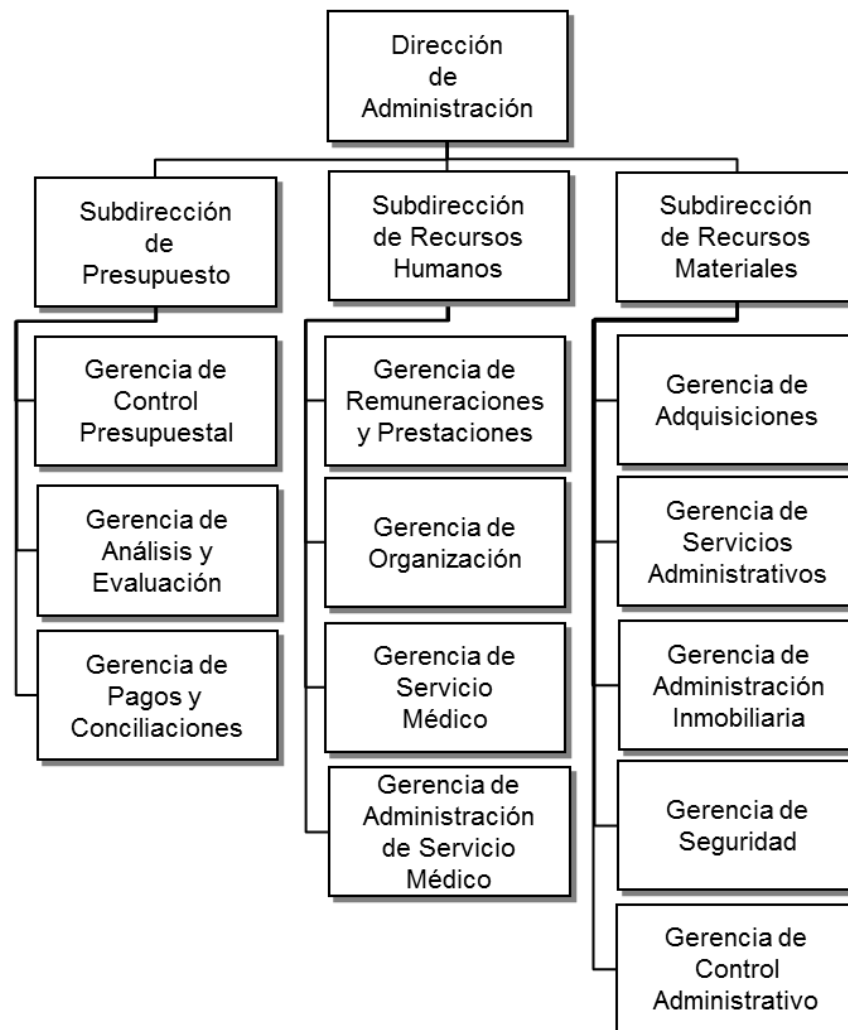 Dirección
de
Administración
Subdirección
de
Presupuesto
Subdirección
de Recursos
Humanos
Subdirección
de Recursos
Materiales
Gerencia de
Control
Presupuestal
Gerencia de
Análisis y
Evaluación
Gerencia de
Pagos y
Conciliaciones
Gerencia de
Remuneraciones
y Prestaciones
Gerencia de
Organización
Gerencia de
Servicio
Médico
Gerencia de
Administración
de Servicio
Médico
Gerencia de
Adquisiciones
Gerencia de
Servicios
Administrativos
Gerencia de
Administración
Inmobiliaria
Gerencia de
Seguridad
Gerencia de
Control
Administrativo